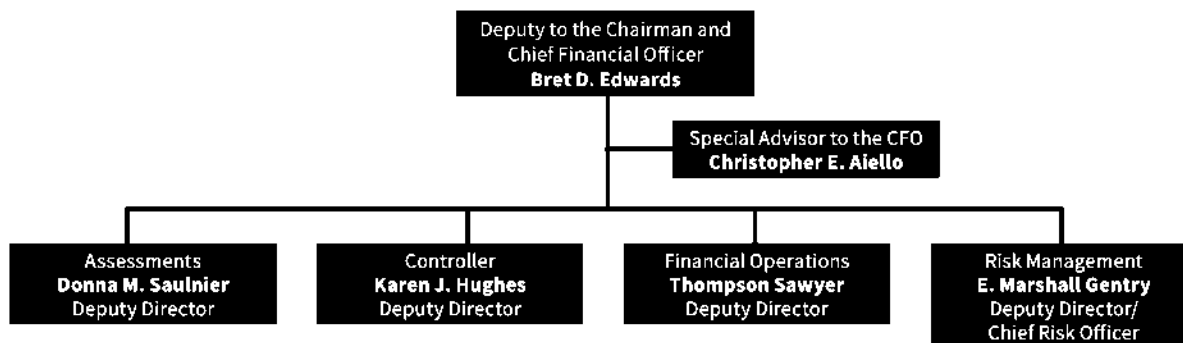 Deputy to the Chairman and
Chief Financial Officer
Bret D. Edwards
Special Advisor to the CFO
Christopher E. Aiello
Assessments
Donna M. Saulnier
Deputy Director
Controller
Karen J. Hughes
Deputy Director
Financial Operations
Thompson Sawyer
Deputy Director
Risk Management
E. Marshall Gentry
Deputy Director/
Chief Risk Officer